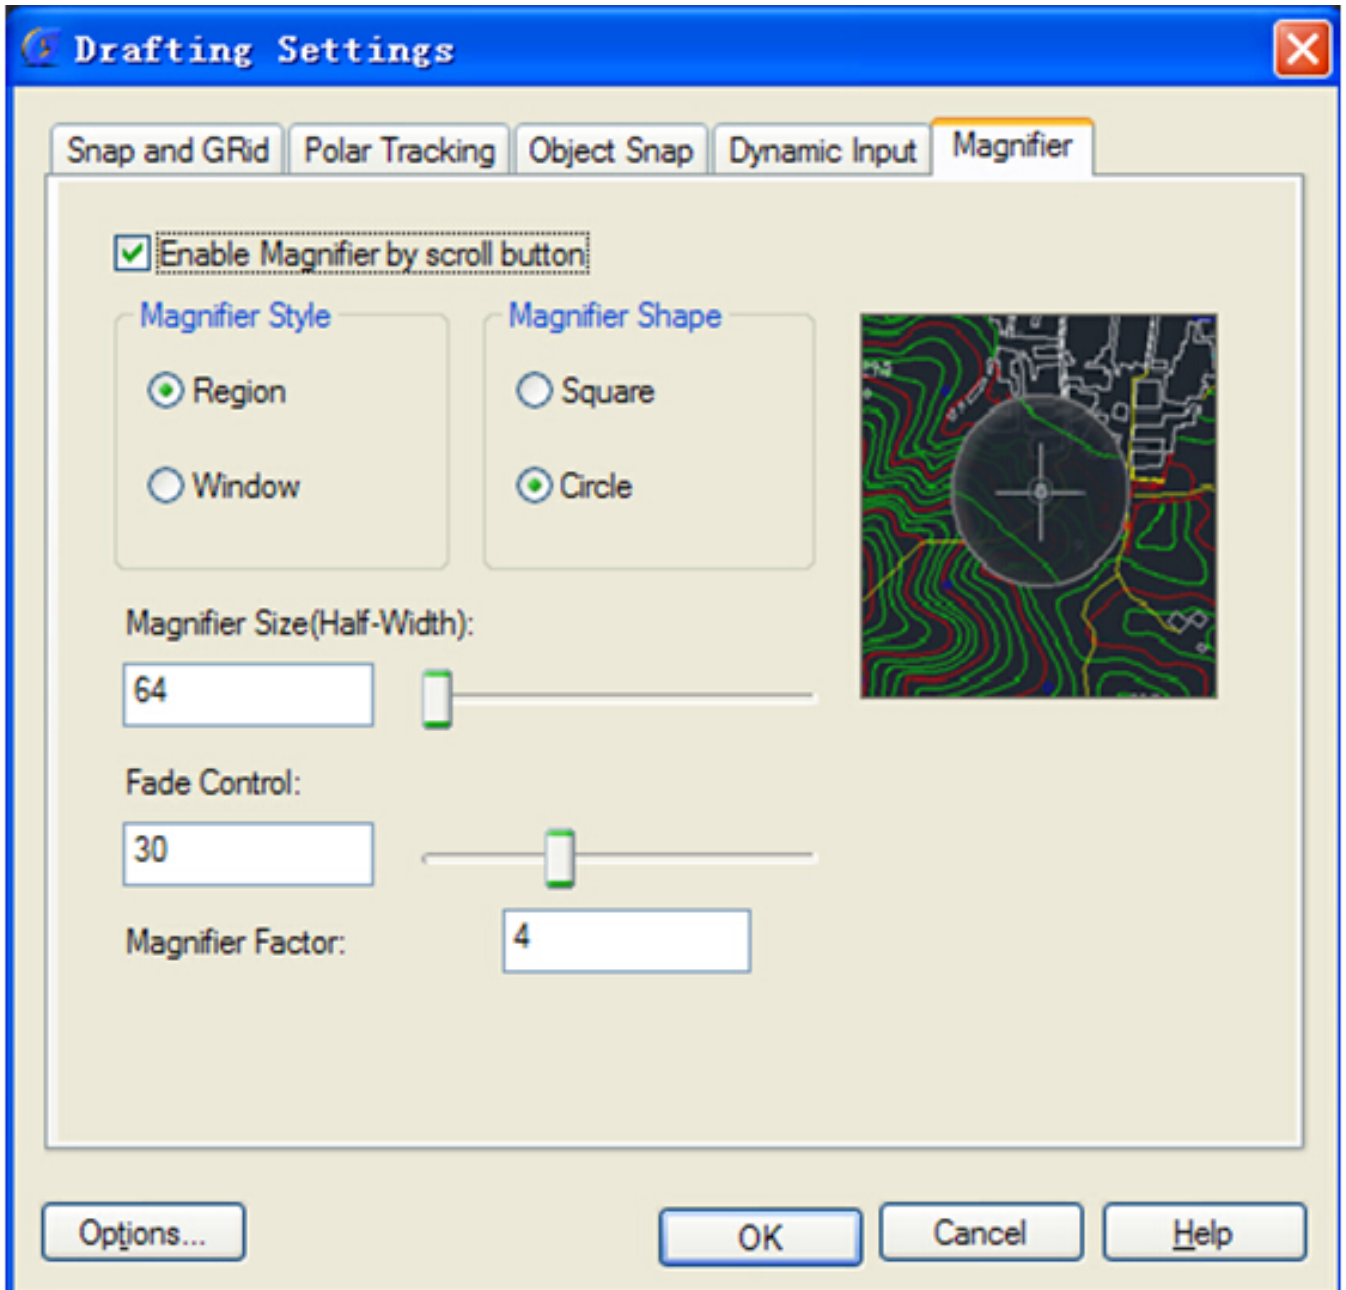 Drafting Settings
Snap and GRid Polar Tracking Object Snap Dynamic Input Magnifier
Enable Magnifier by scroll button
Magnifier Style Magnifier Shape
Region Square
Window Circle
Magnifier Size(Half-Width):
64
Fade Control:
30
Magnifier Factor: 4
Options... OK Cancel Help